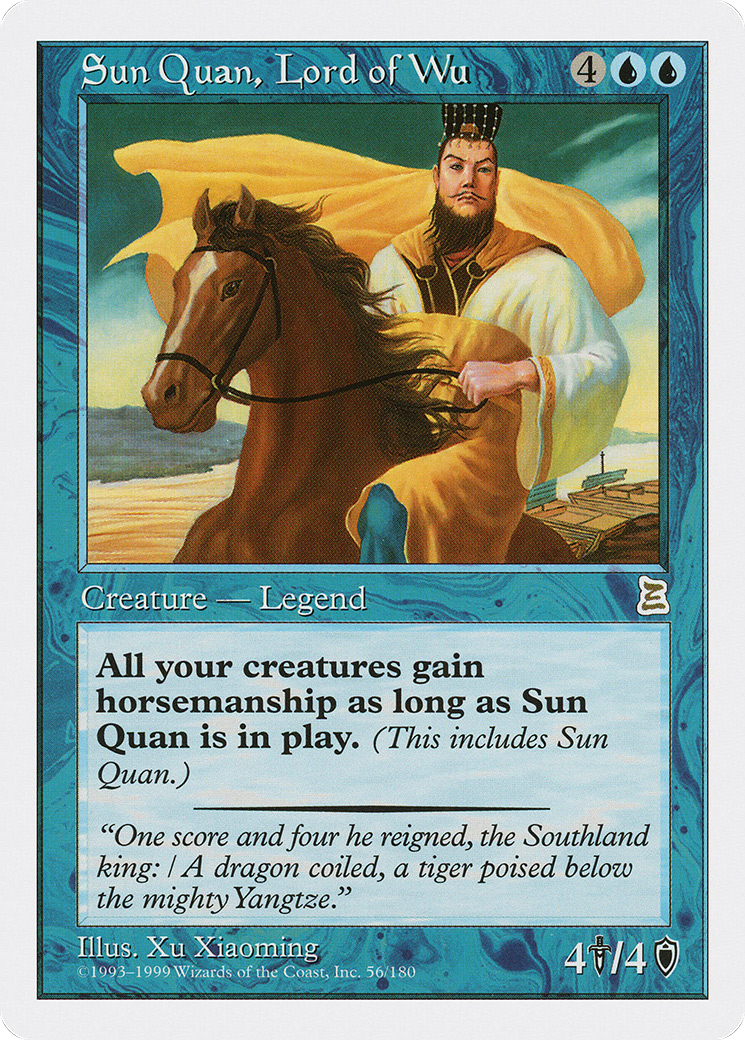 Sun Quan, Lord of Wu 4
Creature — Legend
All your creatures gain
horsemanship as long as Sun
Quan is in play. (This includes Sun
Quan.)
“One score and four he reigned, the Southland
king: / A dragon coiled, a tiger poised below
the mighty Yangtze.”
Illus. Xu Xiaoming
©1993–1999 Wizards of the Coast, Inc. 56/180
4/4